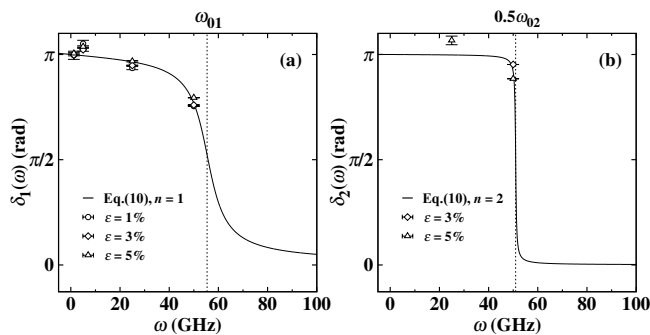 ω01
0.5ω02
(a)
(b)
π
π/2
0
δ1(ω) (rad)
Eq.(10), n = 1
ε = 1%
ε = 3%
ε = 5%
0 20 40 60 80 100
ω (GHz)
π
π/2
0
δ2(ω) (rad)
Eq.(10), n = 2
ε = 3%
ε = 5%
0 20 40 60 80 100
ω (GHz)